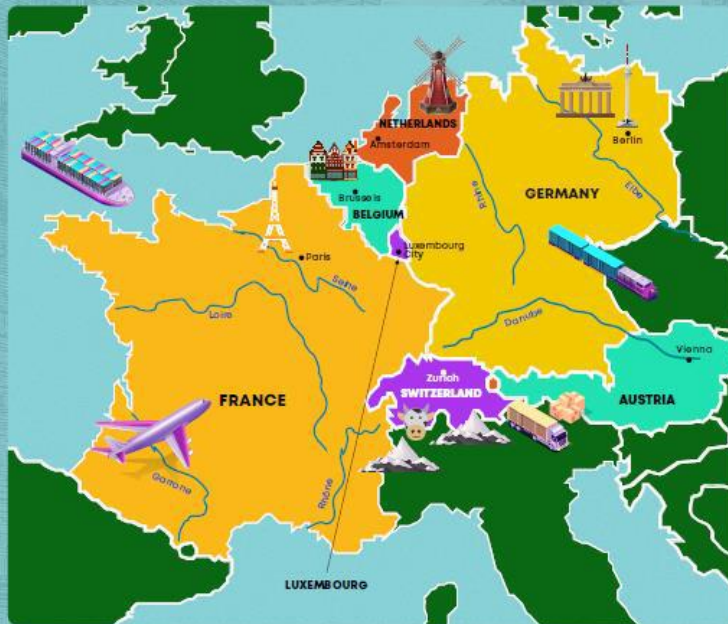 NETHERLANDS
Amsterdam
Berlin
Rhine
GERMANY
Elbe
Brussels
BELGIUM
Luxembourg
City
Paris
Seine
Loire
Danube
Vienna
Zurich
SWITZERLAND
FRANCE
AUSTRIA
Garrone
Rhône
LUXEMBOURG